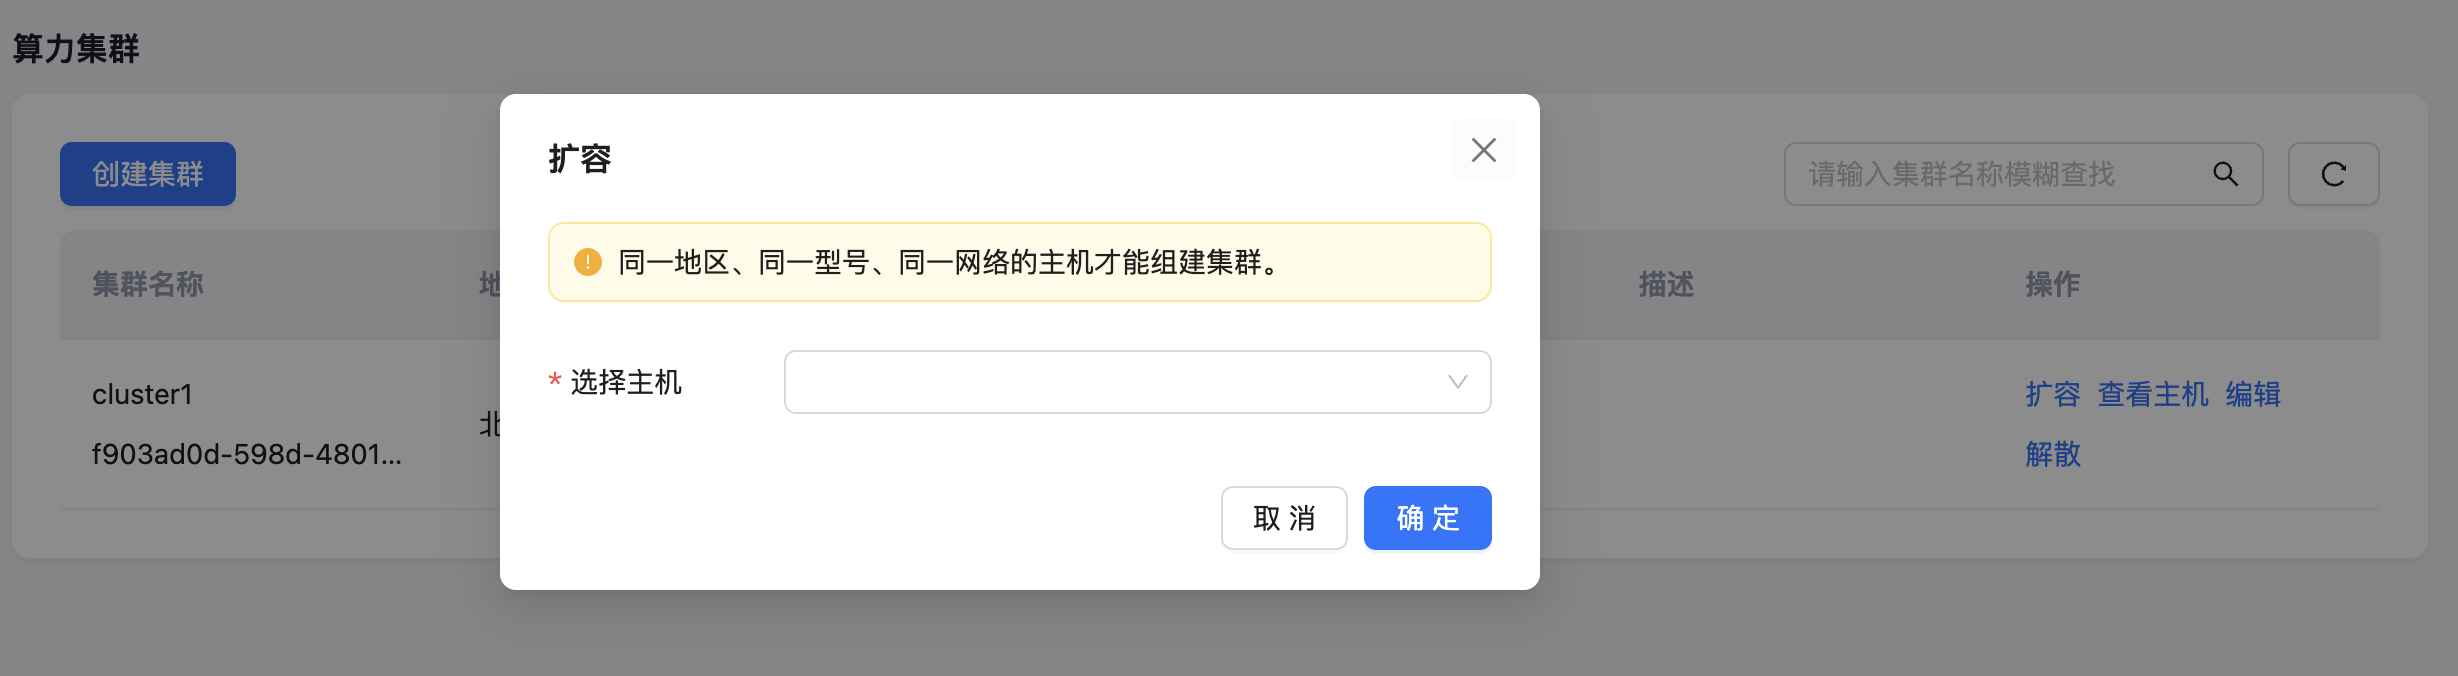 算力集群
创建集群
请输入集群名称模糊查找
集群名称
描述
操作
cluster1
f903ad0d-598d-4801...
扩容 查看主机 编辑
解散
扩容
同一地区、同一型号、同一网络的主机才能组建集群。
* 选择主机
取 消
确 定